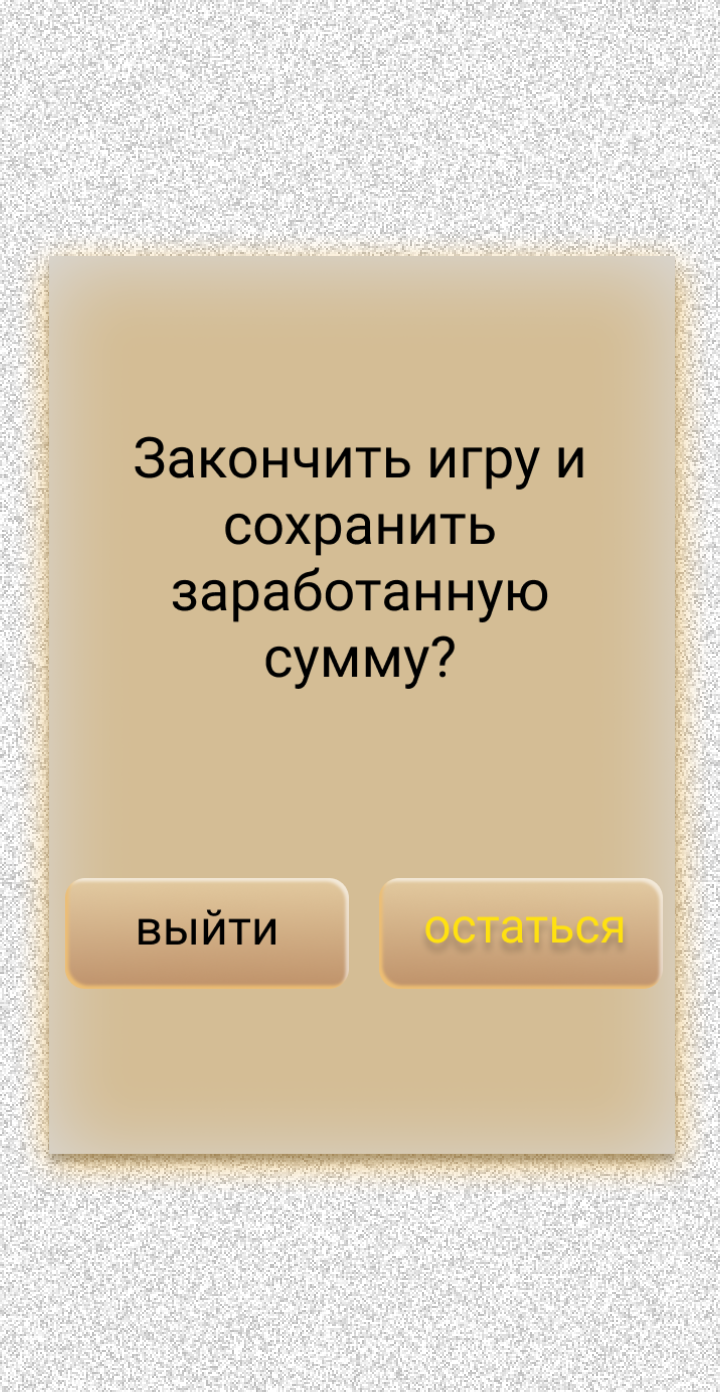 Закончить игру и
сохранить
заработанную
сумму?
выйти
остаться